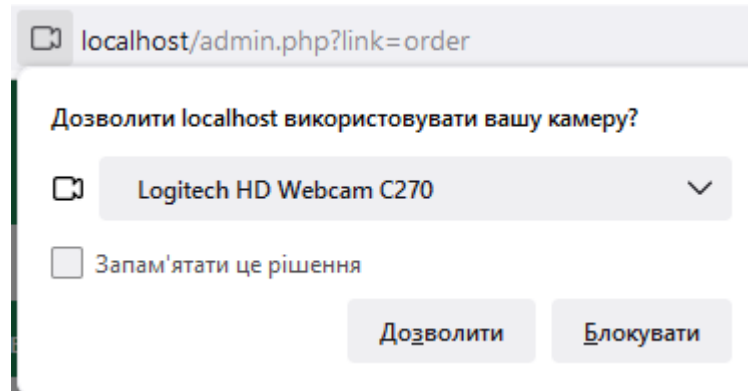 localhost/admin.php?link=order
Дозволити localhost використовувати вашу камеру?
Logitech HD Webcam C270
Запам'ятати це рішення
Дозволити Блокувати